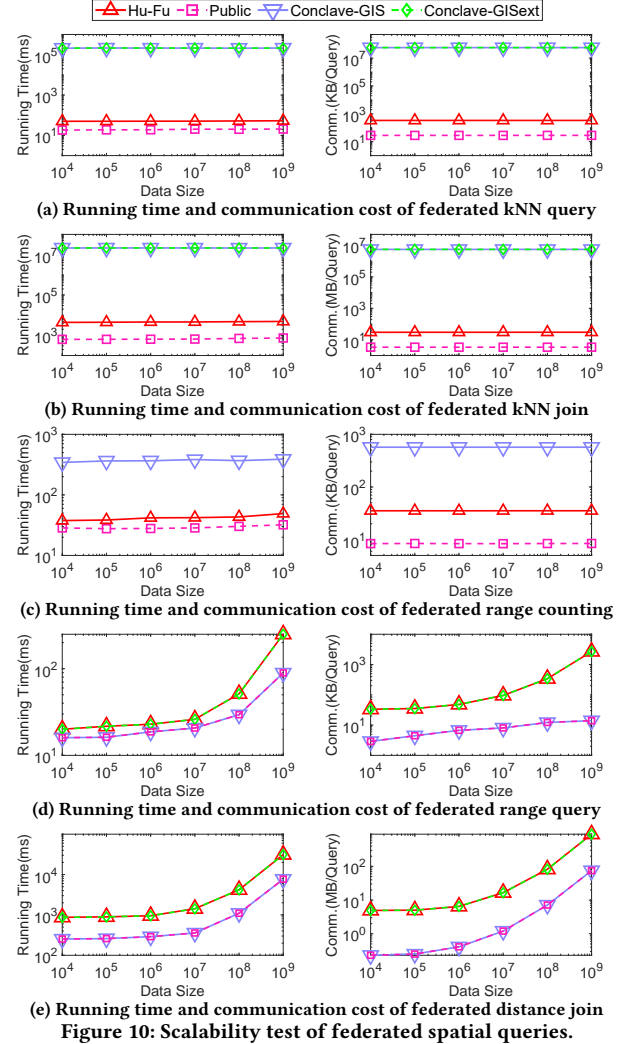 Hu-Fu Public Conclave-GIS Conclave-GISext
Running Time(ms)
10^5
10^3
10^1
10^4 10^5 10^6 10^7 10^8 10^9
Data Size
Comm.(KB/Query)
10^7
10^5
10^3
10^1
10^4 10^5 10^6 10^7 10^8 10^9
Data Size
(a) Running time and communication cost of federated kNN query
Running Time(ms)
10^7
10^5
10^3
10^4 10^5 10^6 10^7 10^8 10^9
Data Size
Comm.(MB/Query)
10^7
10^5
10^3
10^1
10^4 10^5 10^6 10^7 10^8 10^9
Data Size
(b) Running time and communication cost of federated kNN join
Running Time(ms)
10^3
10^2
10^1
10^4 10^5 10^6 10^7 10^8 10^9
Data Size
Comm.(KB/Query)
10^3
10^2
10^1
10^4 10^5 10^6 10^7 10^8 10^9
Data Size
(c) Running time and communication cost of federated range counting
Running Time(ms)
10^2
10^1
10^4 10^5 10^6 10^7 10^8 10^9
Data Size
Comm.(KB/Query)
10^3
10^2
10^1
10^4 10^5 10^6 10^7 10^8 10^9
Data Size
(d) Running time and communication cost of federated range query
Running Time(ms)
10^4
10^3
10^2
10^4 10^5 10^6 10^7 10^8 10^9
Data Size
Comm.(MB/Query)
10^2
10^1
10^0
10^4 10^5 10^6 10^7 10^8 10^9
Data Size
(e) Running time and communication cost of federated distance join
Figure 10: Scalability test of federated spatial queries.